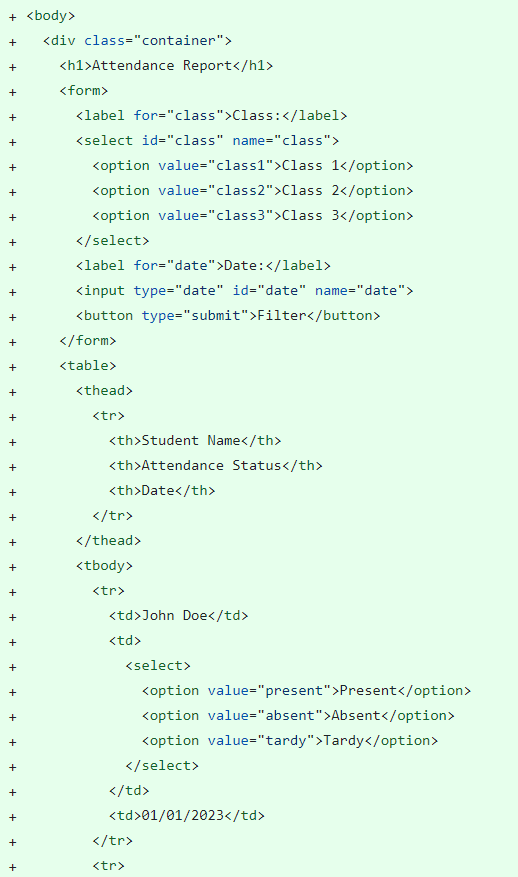 + <body>
+   <div class="container">
+     <h1>Attendance Report</h1>
+     <form>
+       <label for="class">Class:</label>
+       <select id="class" name="class">
+         <option value="class1">Class 1</option>
+         <option value="class2">Class 2</option>
+         <option value="class3">Class 3</option>
+       </select>
+       <label for="date">Date:</label>
+       <input type="date" id="date" name="date">
+       <button type="submit">Filter</button>
+     </form>
+     <table>
+       <thead>
+         <tr>
+           <th>Student Name</th>
+           <th>Attendance Status</th>
+           <th>Date</th>
+         </tr>
+       </thead>
+       <tbody>
+         <tr>
+           <td>John Doe</td>
+           <td>
+             <select>
+               <option value="present">Present</option>
+               <option value="absent">Absent</option>
+               <option value="tardy">Tardy</option>
+             </select>
+           </td>
+           <td>01/01/2023</td>
+         </tr>
+         <tr>